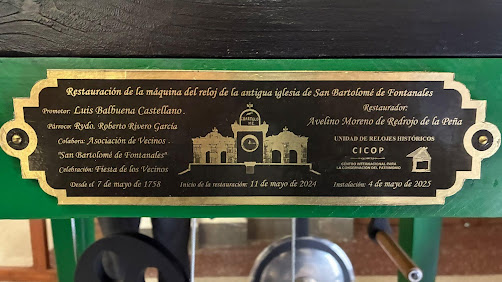 Restauración de la máquina del reloj de la antigua iglesia de San Bartolomé de Fontanales
Promotor: Luis Balbuena Castellano.
Párroco: Rvdo. Roberto Rivero García
Colabora: Asociación de Vecinos
"San Bartolomé de Fontanales"
Celebración: Fiesta de los Vecinos
Desde el 7 de mayo de 1758
Inicio de la restauración: 11 de mayo de 2024
Restaurador:
Avelino Moreno de Redrojo de la Peña
UNIDAD DE RELOJES HISTÓRICOS
CICOP
CENTRO INTERNACIONAL PARA
LA CONSERVACIÓN DEL PATRIMONIO
Instalación: 4 de mayo de 2025